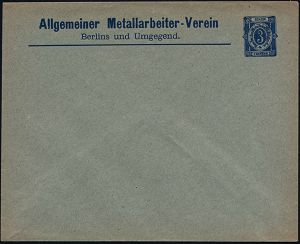 Allgemeiner Metallarbeiter-Verein
Berlins und Umgegend.
3